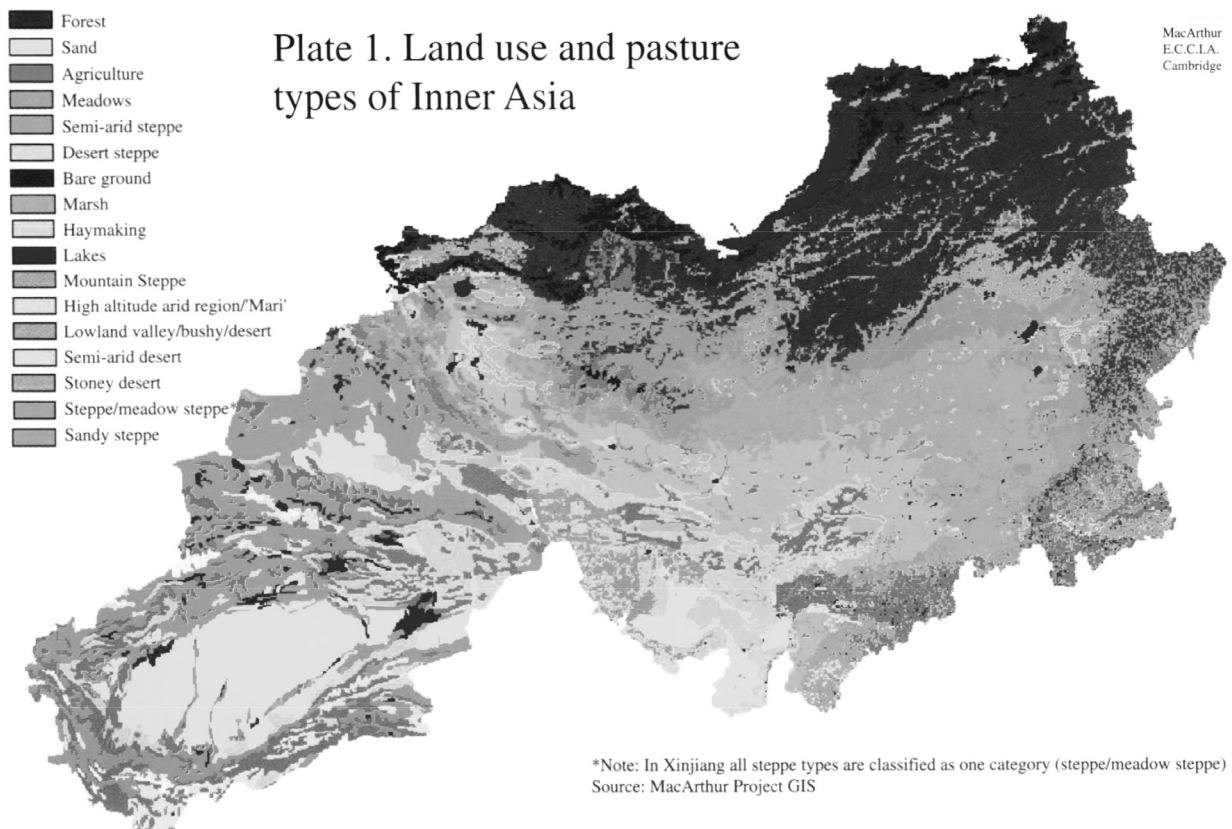 Forest
Sand
Agriculture
Meadows
Semi-arid steppe
Desert steppe
Bare ground
Marsh
Haymaking
Lakes
Mountain Steppe
High altitude arid region/'Mari'
Lowland valley/bushy/desert
Semi-arid desert
Stoney desert
Steppe/meadow steppe*
Sandy steppe
Plate 1. Land use and pasture
types of Inner Asia
MacArthur
E.C.C.I.A.
Cambridge
*Note: In Xinjiang all steppe types are classified as one category (steppe/meadow steppe)
Source: MacArthur Project GIS